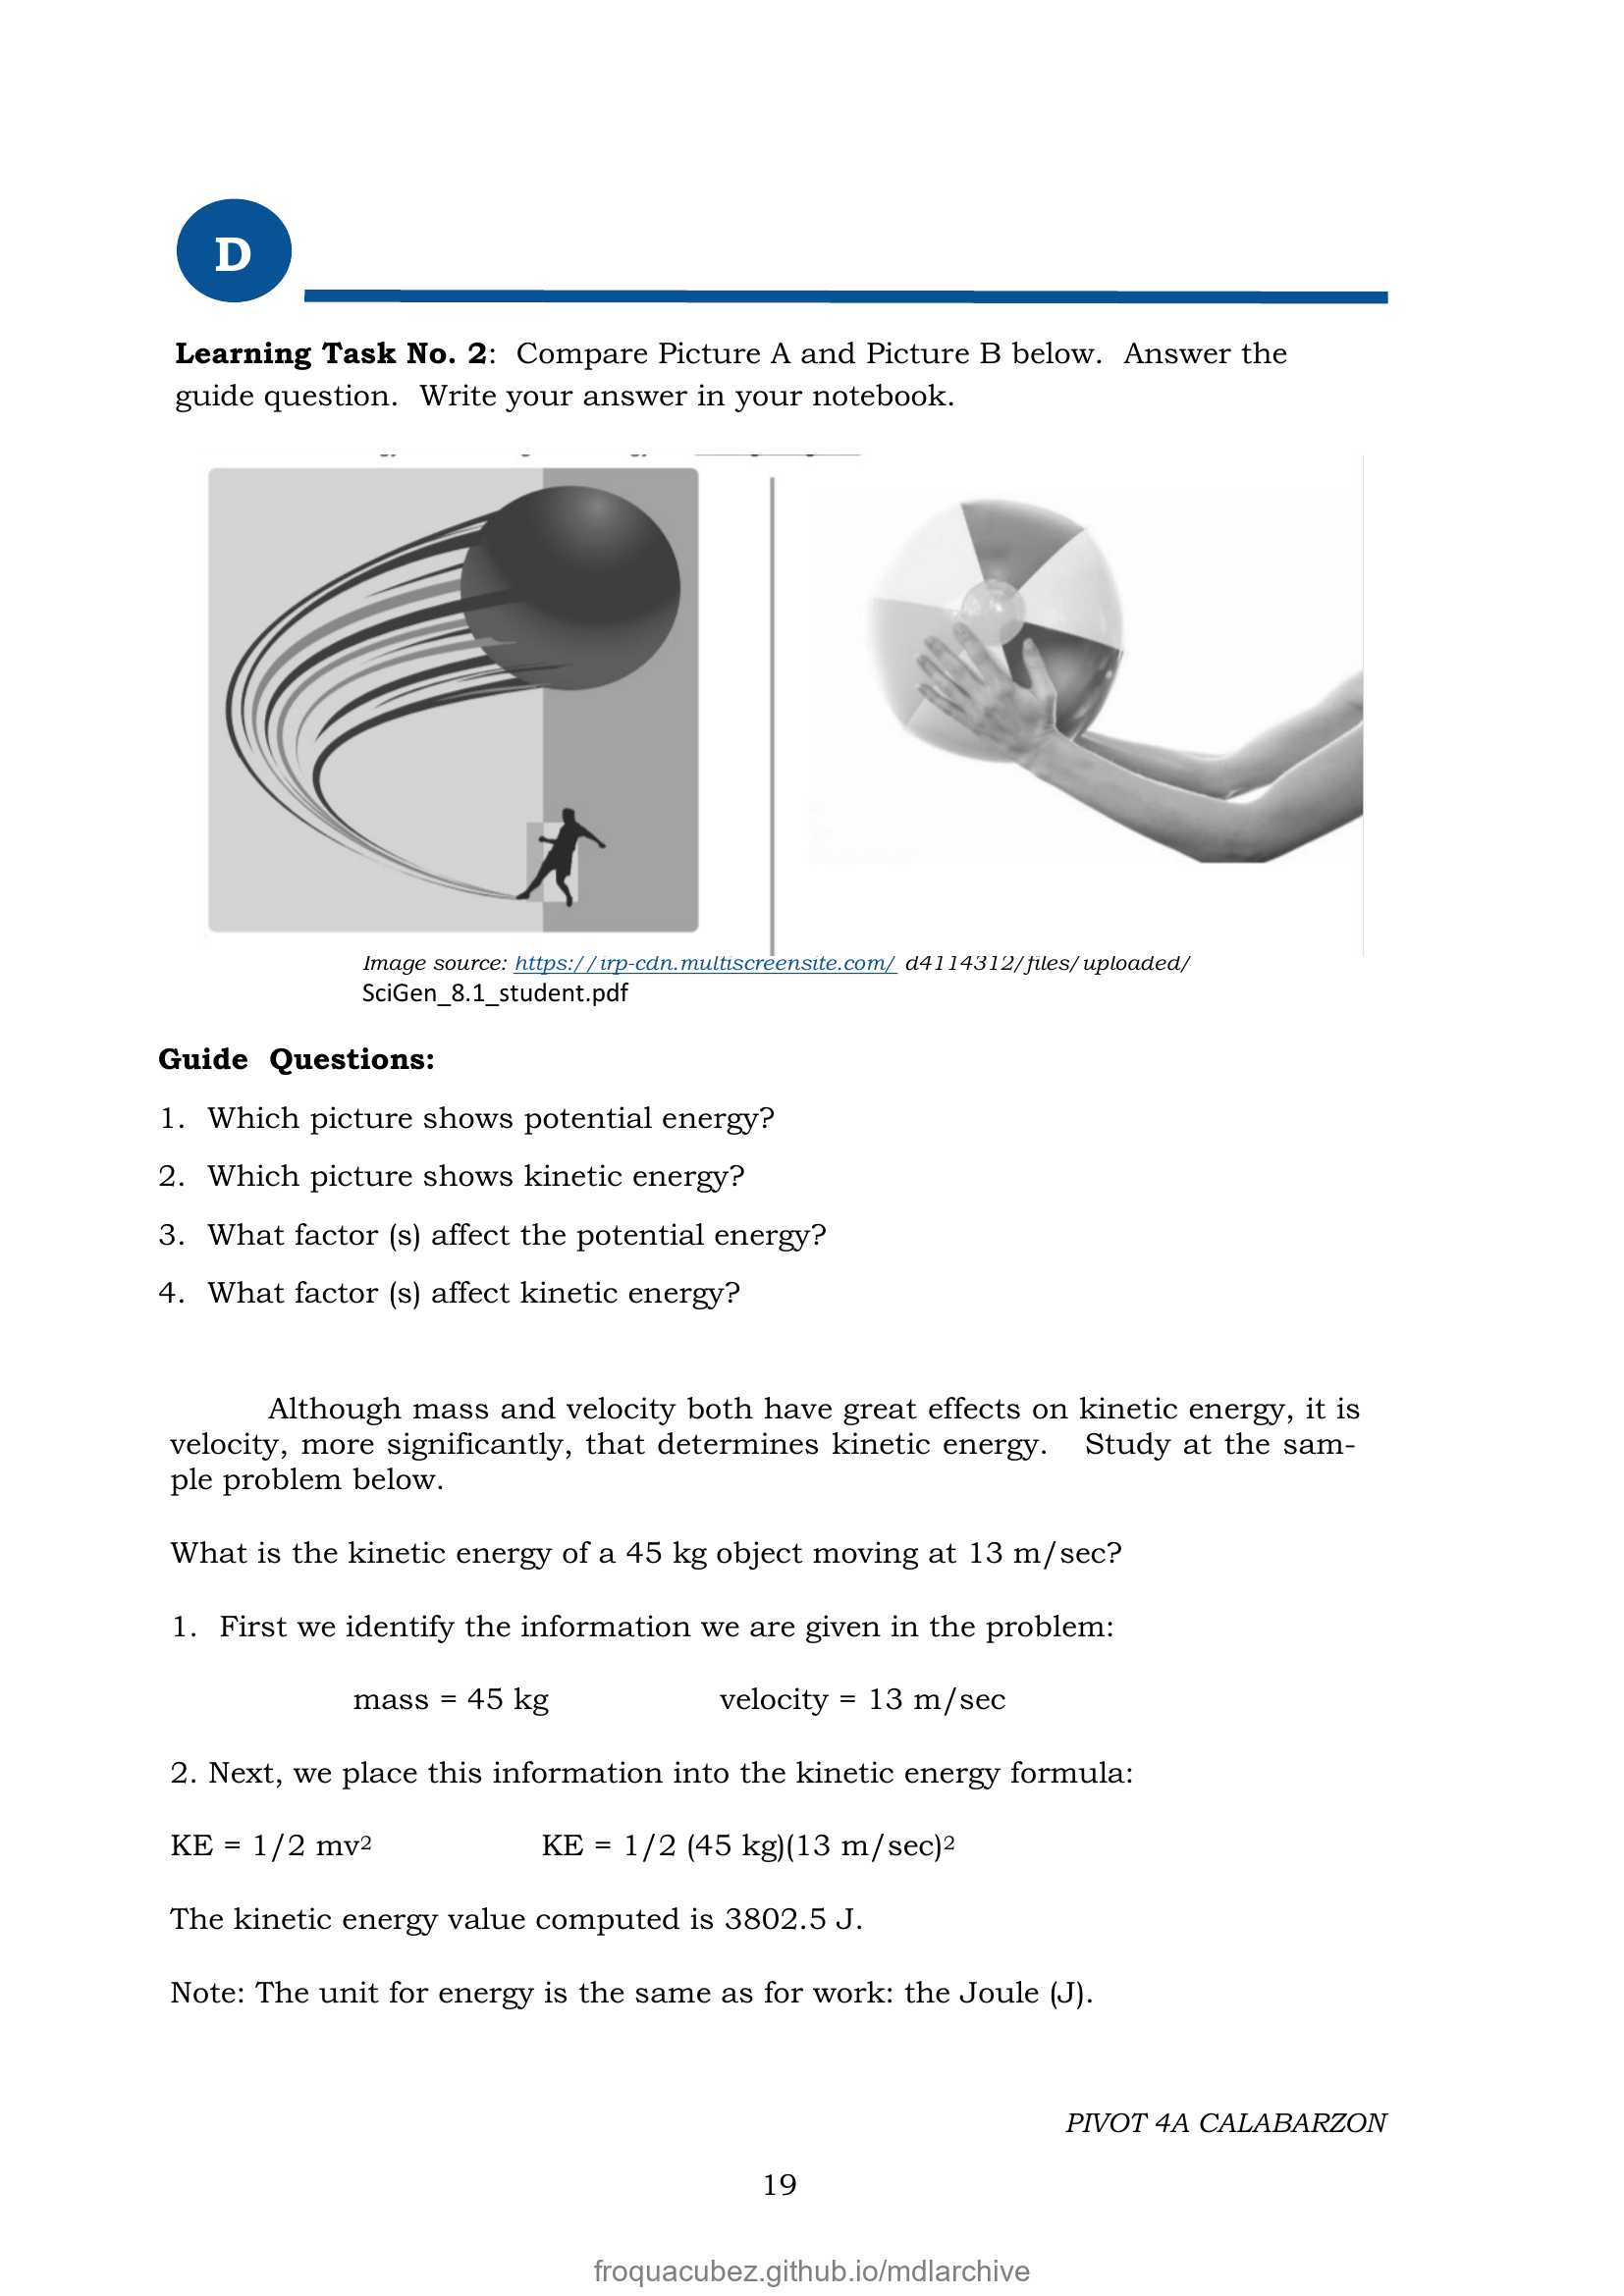 D
Learning Task No. 2:  Compare Picture A and Picture B below.  Answer the
guide question.  Write your answer in your notebook.
Image source: https://irp-cdn.multiscreensite.com/ d4114312/files/uploaded/
SciGen_8.1_student.pdf
Guide  Questions:
1.  Which picture shows potential energy?
2.  Which picture shows kinetic energy?
3.  What factor (s) affect the potential energy?
4.  What factor (s) affect kinetic energy?
Although mass and velocity both have great effects on kinetic energy, it is
velocity, more significantly, that determines kinetic energy.   Study at the sam-
ple problem below.
What is the kinetic energy of a 45 kg object moving at 13 m/sec?
1.  First we identify the information we are given in the problem:
mass = 45 kg                velocity = 13 m/sec
2. Next, we place this information into the kinetic energy formula:
KE = 1/2 mv2                KE = 1/2 (45 kg)(13 m/sec)2
The kinetic energy value computed is 3802.5 J.
Note: The unit for energy is the same as for work: the Joule (J).
PIVOT 4A CALABARZON
19
froquacubez.github.io/mdlarchive